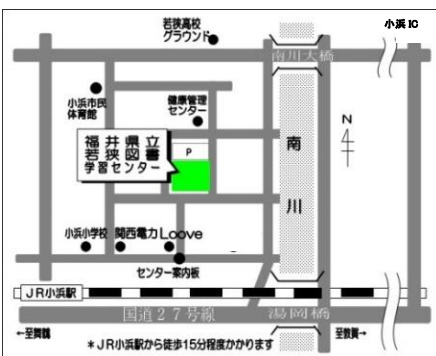 若狭高校
グラウンド
小浜IC
南川大橋
小浜市民
体育館
健康管理
センター
N
福井県立
若狭図書
学習センター
P
南
川
小浜小学校
関西電力
Loove
センター案内板
JR小浜駅
国道27号線
湯岡橋
←至舞鶴
至敦賀→
*JR小浜駅から徒歩15分程度かかります